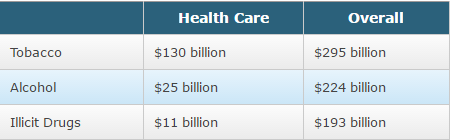 Health Care Overall
Tobacco $130 billion $295 billion
Alcohol $25 billion $224 billion
Illicit Drugs $11 billion $193 billion